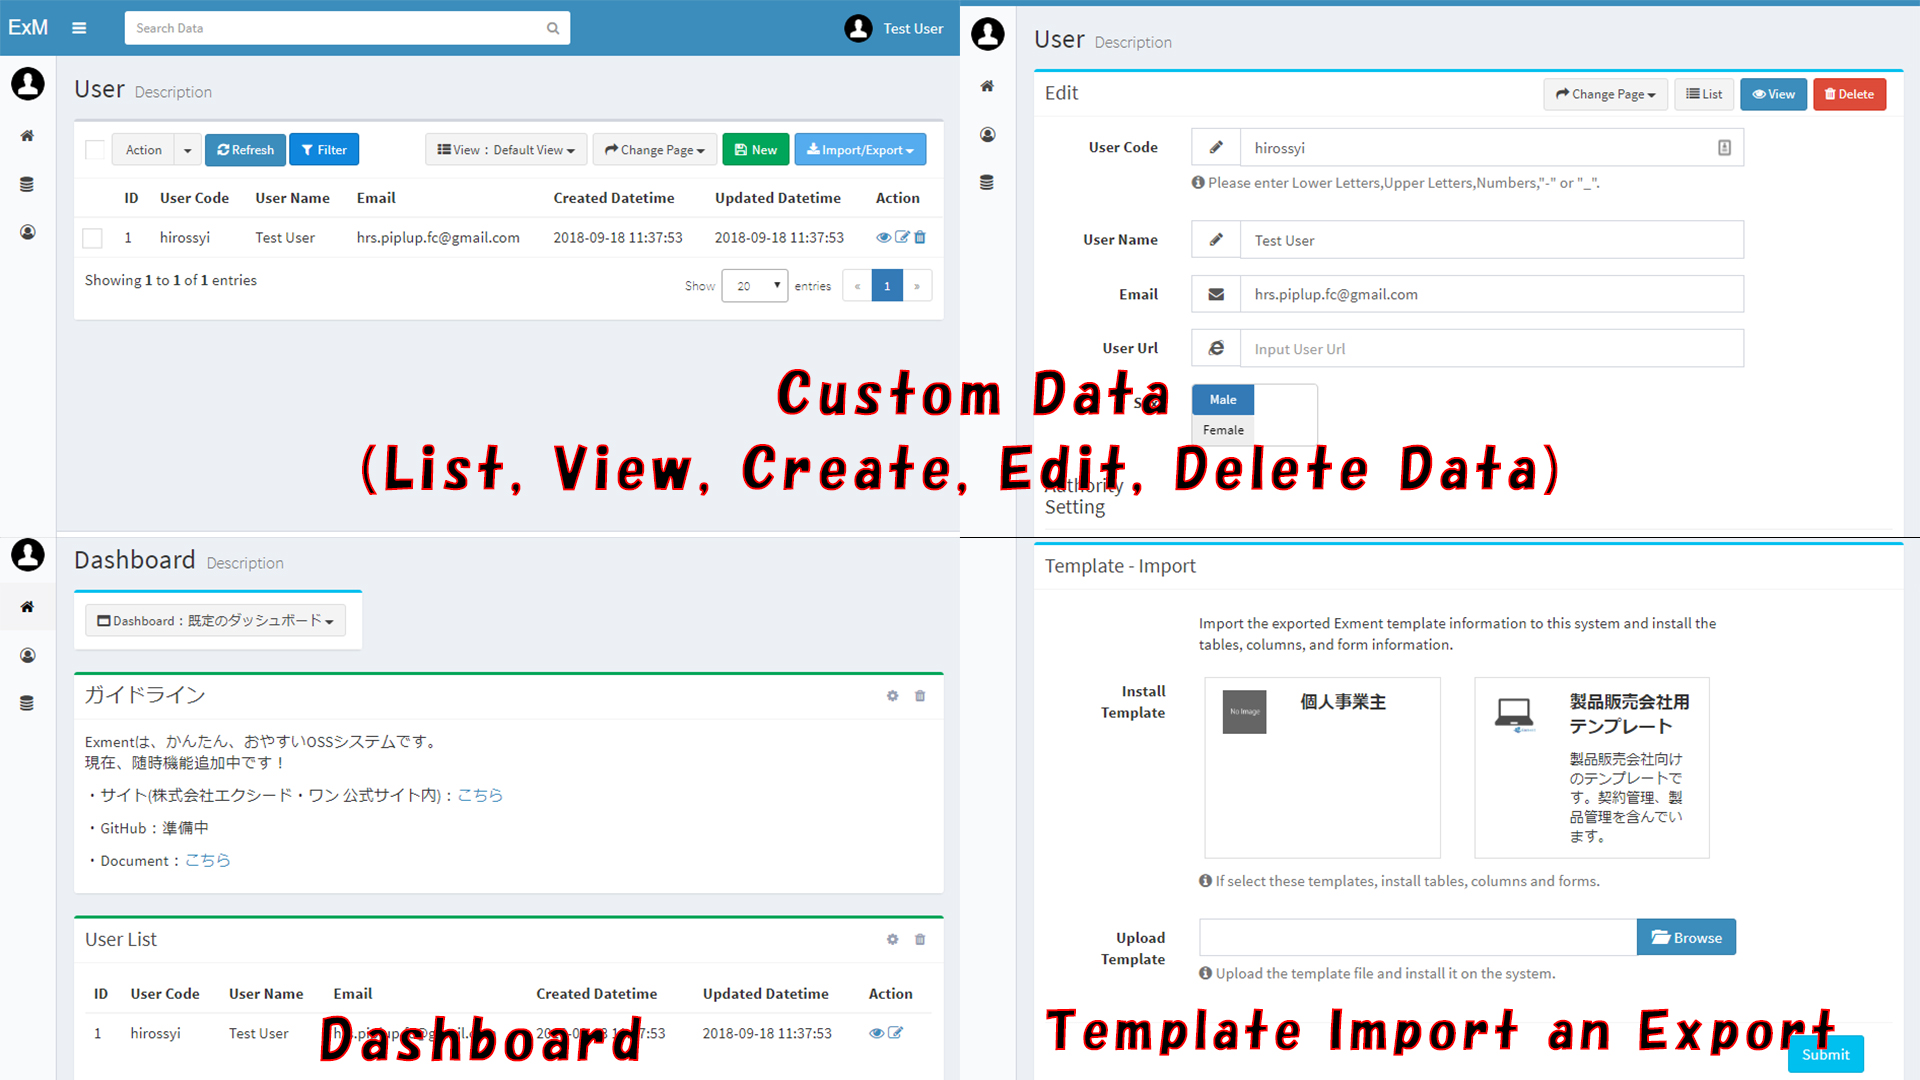 ExM
Search Data
Test User
User Description
Action
Refresh
Filter
View : Default View
Change Page
New
Import/Export
ID User Code User Name Email Created Datetime Updated Datetime Action
1 hirossyi Test User hrs.piplup.fc@gmail.com 2018-09-18 11:37:53 2018-09-18 11:37:53
Showing 1 to 1 of 1 entries
Show 20 entries « 1 »
User Description
Edit
Change Page
List
View
Delete
User Code hirossyi
Please enter Lower Letters,Upper Letters,Numbers,"-" or "_".
User Name Test User
Email hrs.piplup.fc@gmail.com
User Url Input User Url
Male
Female
Authority
Setting
Custom Data
(List, View, Create, Edit, Delete Data)
Dashboard Description
Dashboard : 既定のダッシュボード
ガイドライン
Exmentは、かんたん、おやすいOSSシステムです。
現在、随時機能追加中です！
・サイト(株式会社エクシード・ワン 公式サイト内)：こちら
・GitHub：準備中
・Document：こちら
User List
ID User Code User Name Email Created Datetime Updated Datetime Action
1 hirossyi Test User 2018-09-18 11:37:53
Dashboard
Template - Import
Import the exported Exment template information to this system and install the
tables, columns, and form information.
Install
Template
No Image
個人事業主
製品販売会社用
テンプレート
製品販売会社向け
のテンプレートで
す。契約管理、製
品管理を含んでい
ます。
If select these templates, install tables, columns and forms.
Upload
Template
Browse
Upload the template file and install it on the system.
Template Import an Export
Submit